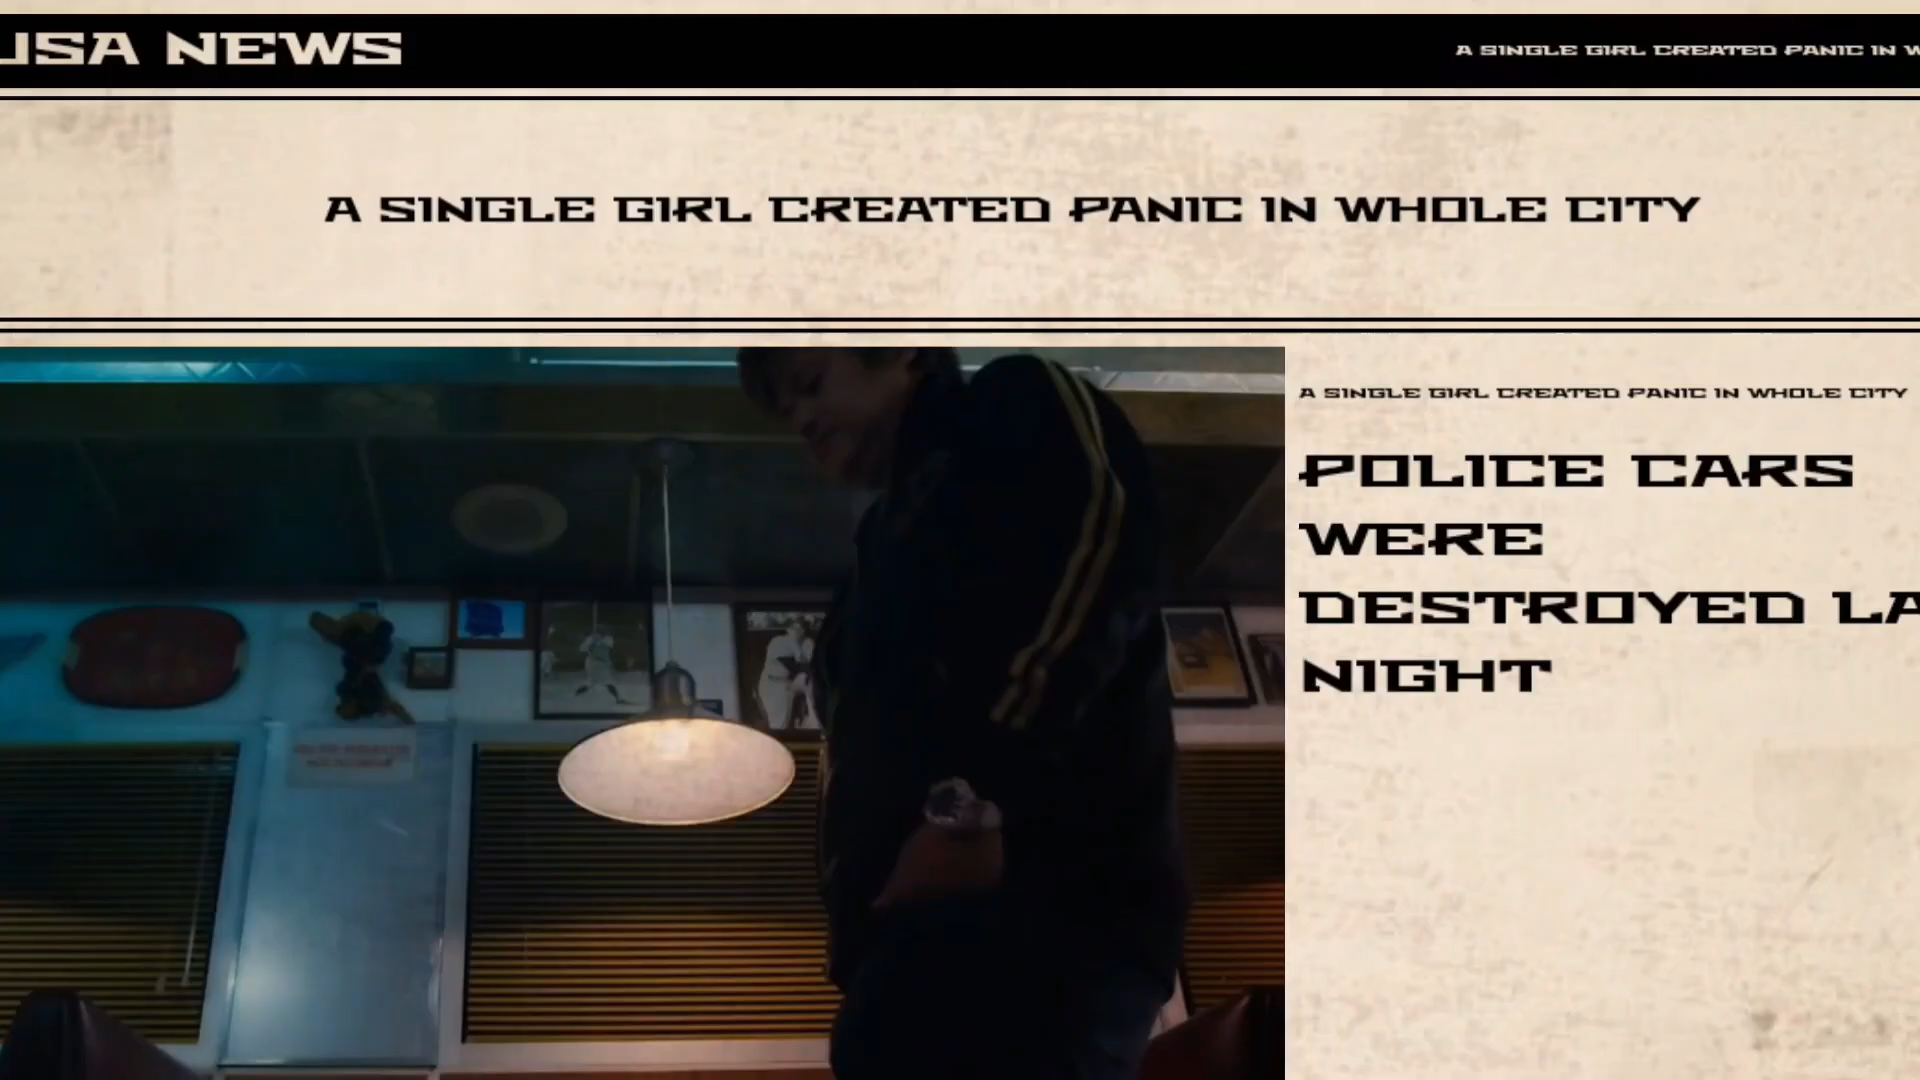 USA NEWS
A SINGLE GIRL CREATED PANIC IN
A SINGLE GIRL CREATED PANIC IN WHOLE CITY
A SINGLE GIRL CREATED PANIC IN WHOLE CITY
POLICE CARS
WERE
DESTROYED LA
NIGHT